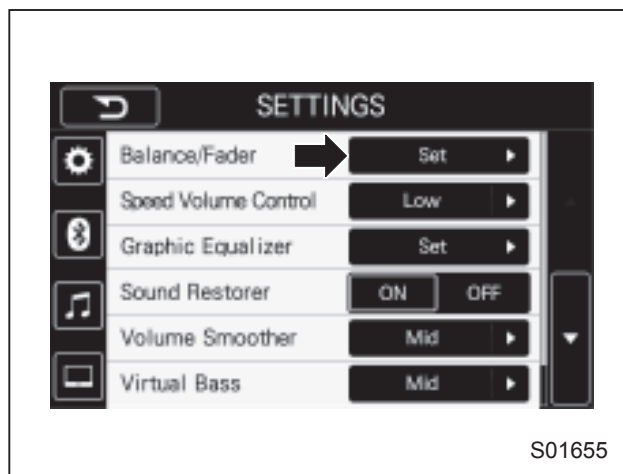 SETTINGS
Balance/Fader Set
Speed Volume Control Low
Graphic Equalizer Set
Sound Restorer ON OFF
Volume Smoother Mid
Virtual Bass Mid
S01655